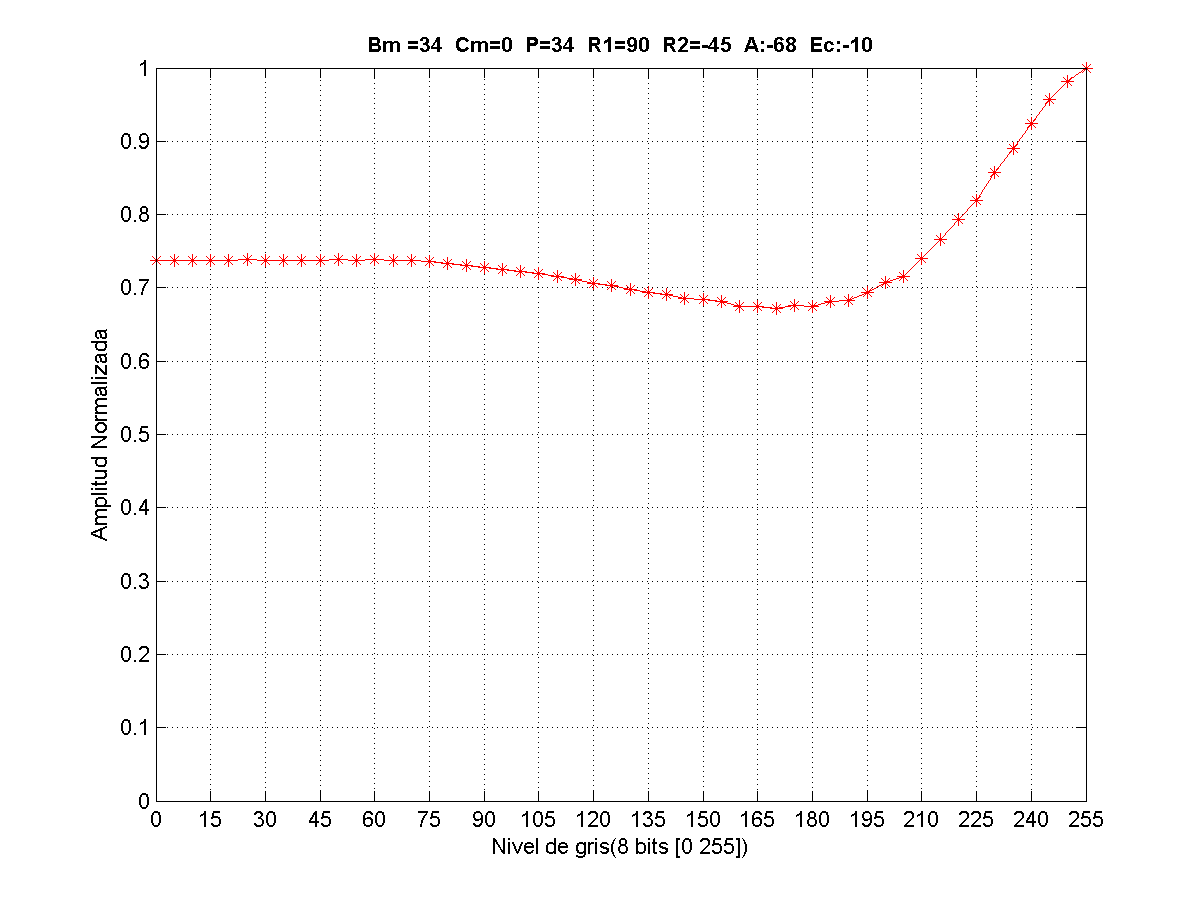 Bm =34 Cm=0 P=34 R1=90 R2=-45 A:-68 Ec:-10
1
0.9
0.8
0.7
0.6
0.5
0.4
0.3
0.2
0.1
0
Amplitud Normalizada
0 15 30 45 60 75 90 105 120 135 150 165 180 195 210 225 240 255
Nivel de gris(8 bits [0 255])